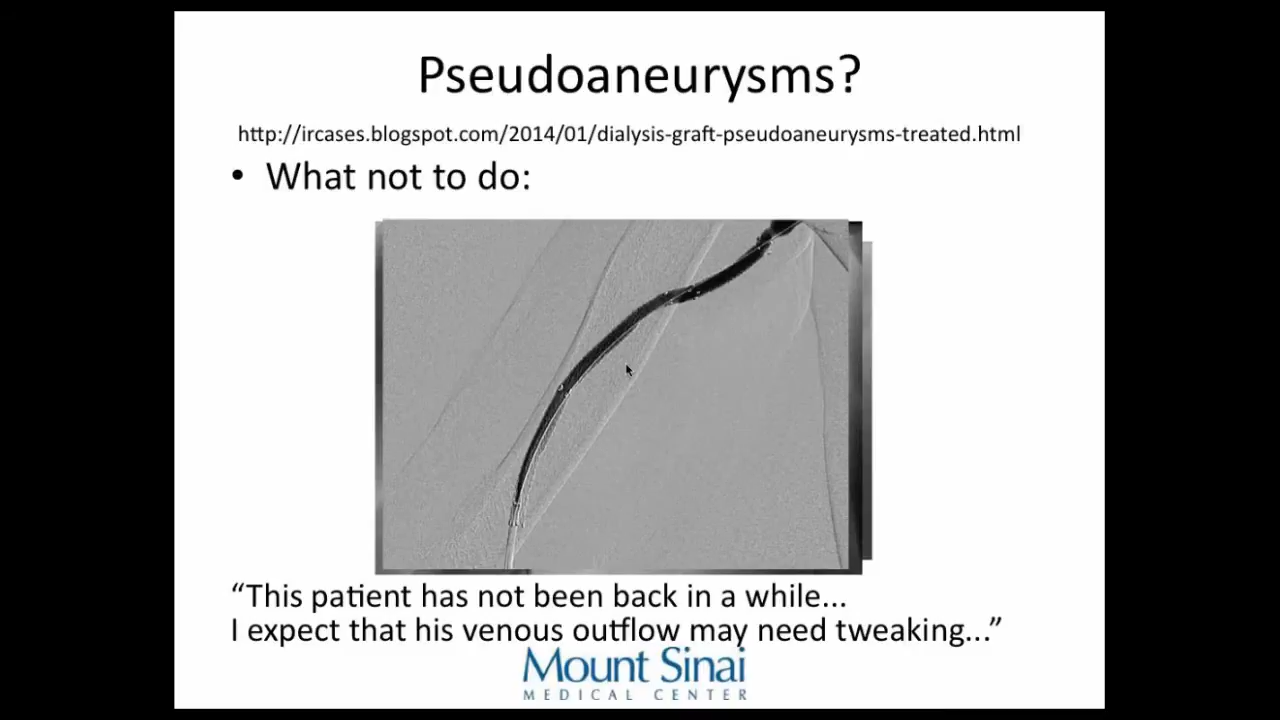 Pseudoaneurysms?
http://ircases.blogspot.com/2014/01/dialysis-graft-pseudoaneurysms-treated.html
• What not to do:
“This patient has not been back in a while...
I expect that his venous outflow may need tweaking...”
Mount Sinai
MEDICAL CENTER